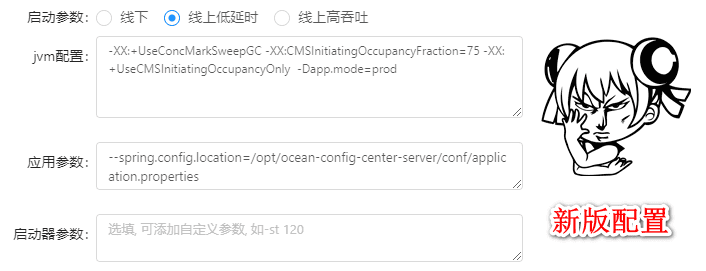 启动参数: 线下 线上低延时 线上高吞吐
jvm配置: -XX:+UseConcMarkSweepGC -XX:CMSInitiatingOccupancyFraction=75 -XX:
+UseCMSInitiatingOccupancyOnly -Dapp.mode=prod
应用参数: --spring.config.location=/opt/ocean-config-center-server/conf/applic
ation.properties
新版配置
启动器参数: 选填, 可添加自定义参数, 如-st 120